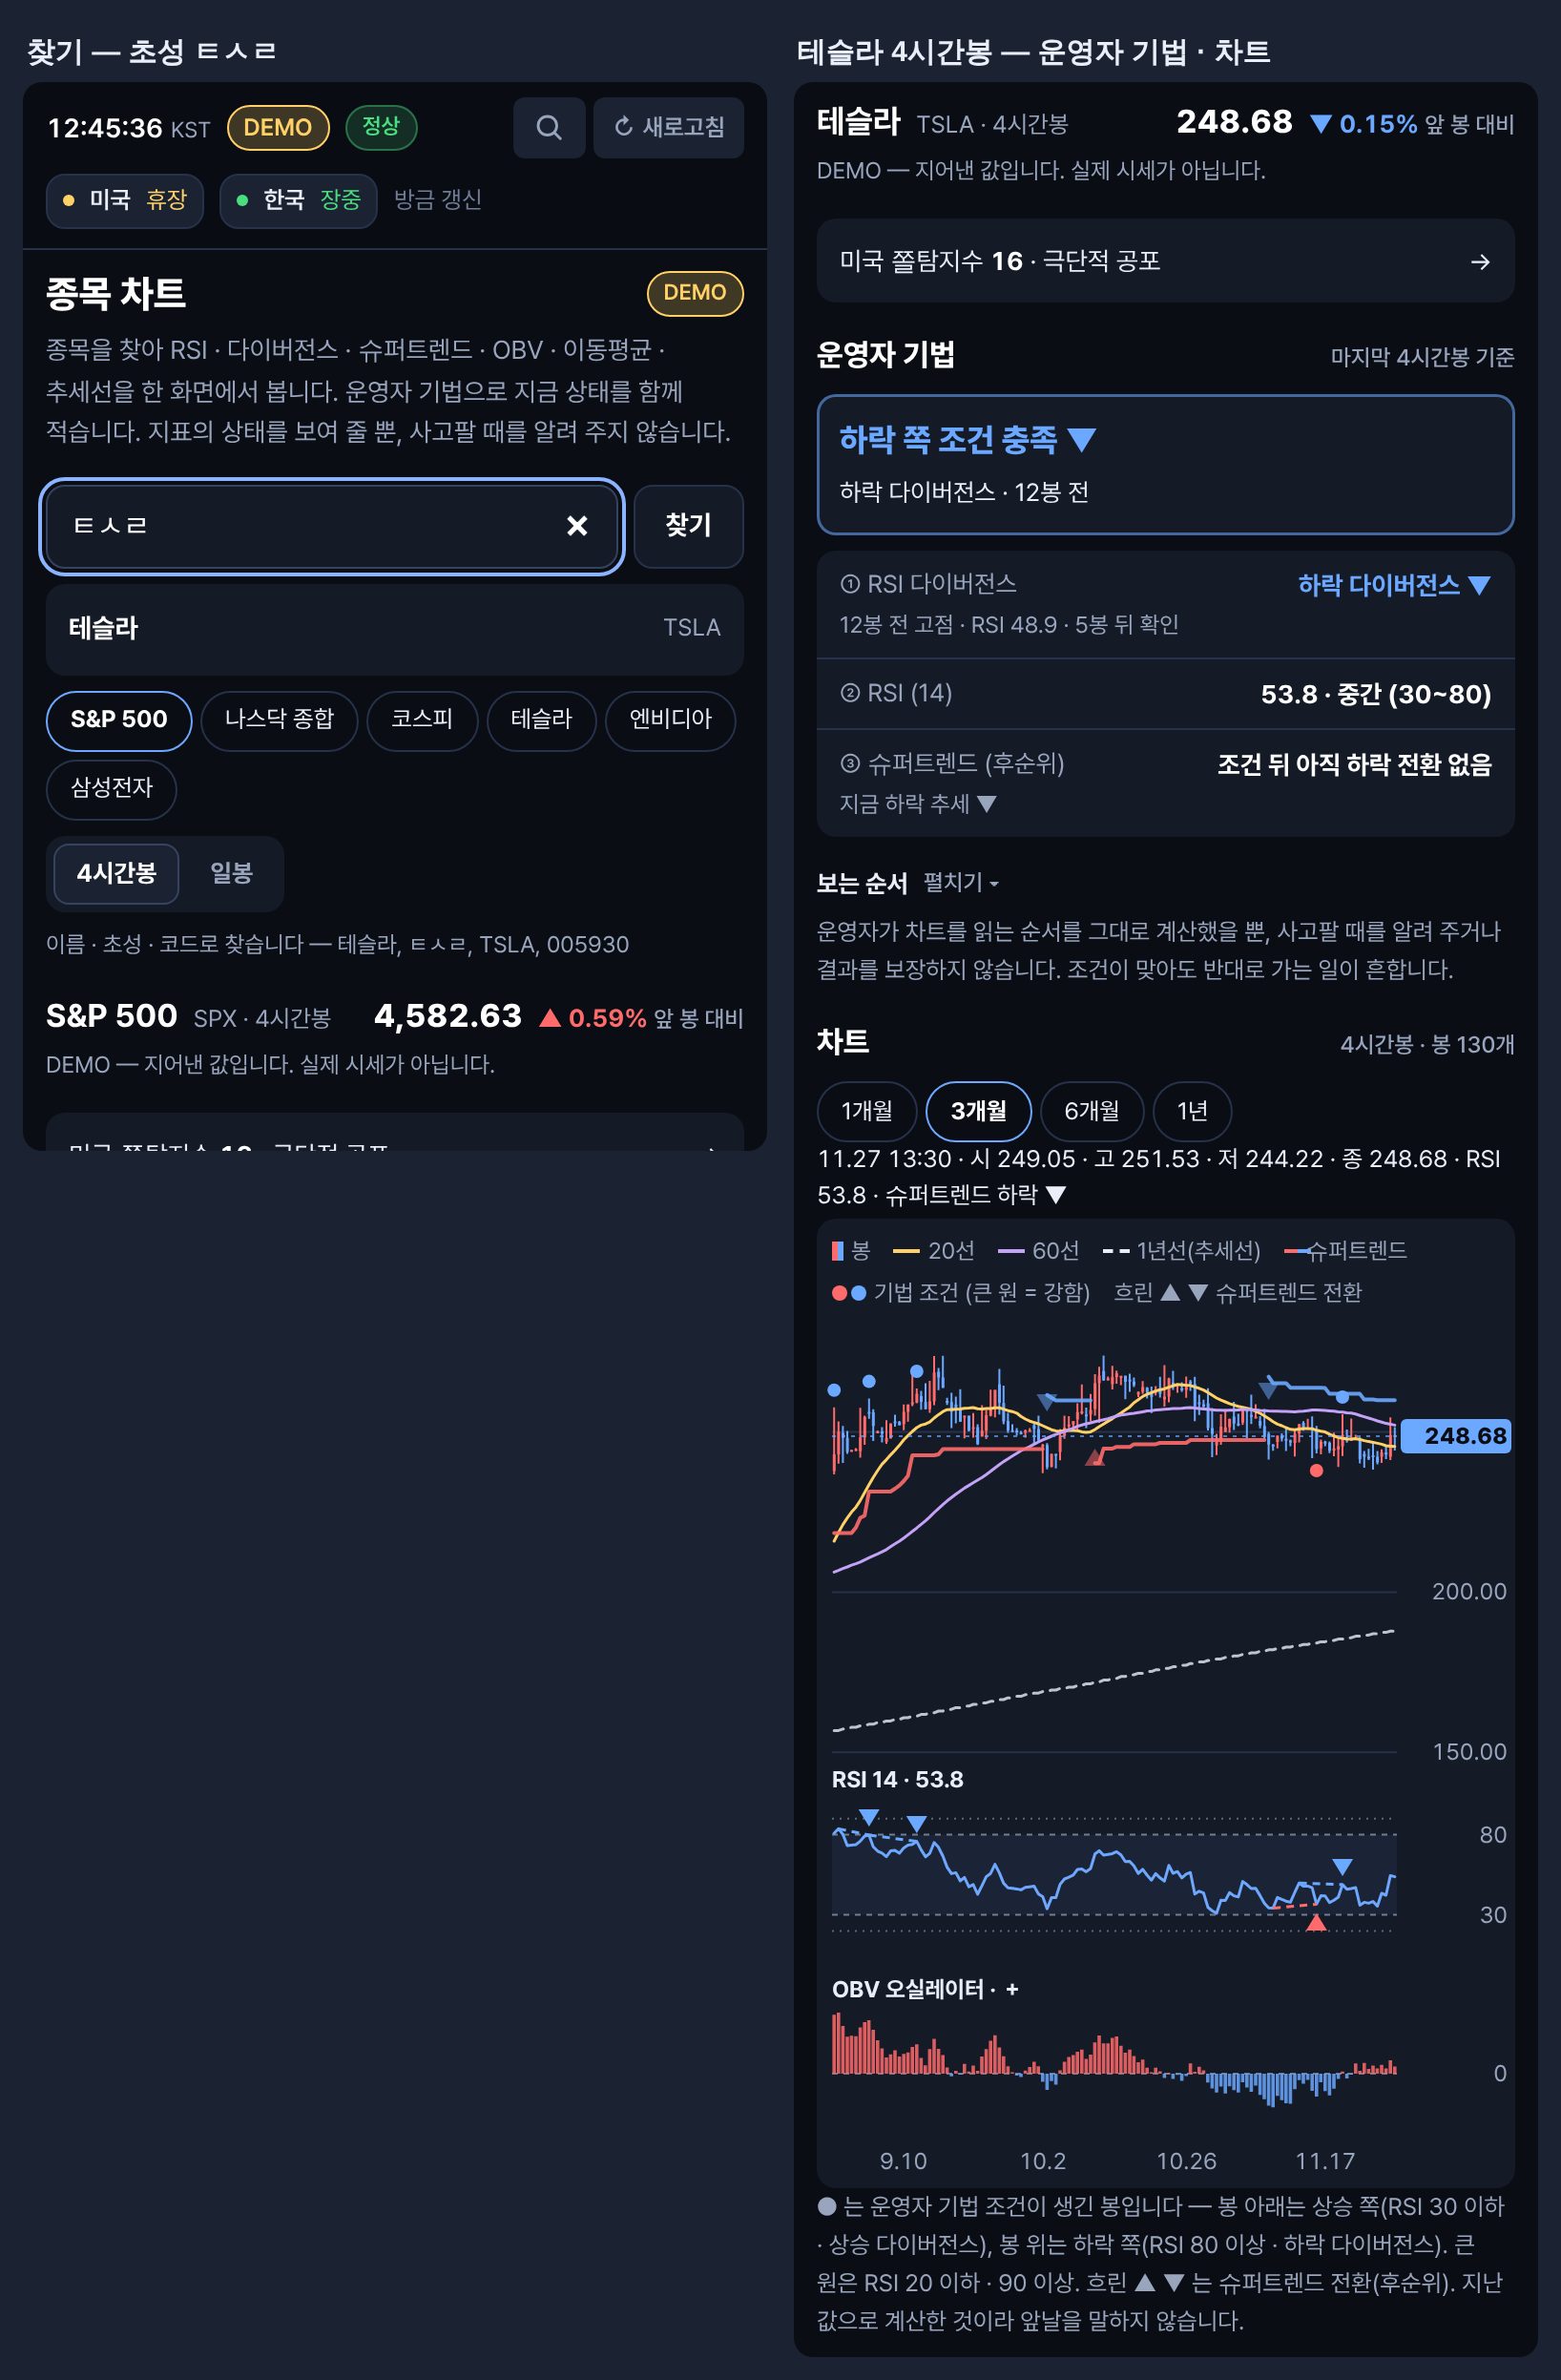 찾기 — 초성 ㅌㅅㄹ
12:45:36 KST DEMO 정상 새로고침
미국 휴장 한국 장중 방금 갱신
종목 차트 DEMO
종목을 찾아 RSI · 다이버전스 · 슈퍼트렌드 · OBV · 이동평균 ·
추세선을 한 화면에서 봅니다. 운영자 기법으로 지금 상태를 함께
적습니다. 지표의 상태를 보여 줄 뿐, 사고팔 때를 알려 주지 않습니다.
ㅌㅅㄹ × 찾기
테슬라 TSLA
S&P 500 나스닥 종합 코스피 테슬라 엔비디아
삼성전자
4시간봉 일봉
이름 · 초성 · 코드로 찾습니다 — 테슬라, ㅌㅅㄹ, TSLA, 005930
S&P 500 SPX · 4시간봉 4,582.63 ▲ 0.59% 앞 봉 대비
DEMO — 지어낸 값입니다. 실제 시세가 아닙니다.
테슬라 4시간봉 — 운영자 기법 · 차트
테슬라 TSLA · 4시간봉 248.68 ▼ 0.15% 앞 봉 대비
DEMO — 지어낸 값입니다. 실제 시세가 아닙니다.
미국 쫄탐지수 16 · 극단적 공포 →
운영자 기법 마지막 4시간봉 기준
하락 쪽 조건 충족 ▼
하락 다이버전스 · 12봉 전
① RSI 다이버전스 하락 다이버전스 ▼
12봉 전 고점 · RSI 48.9 · 5봉 뒤 확인
② RSI (14) 53.8 · 중간 (30~80)
③ 슈퍼트렌드 (후순위) 조건 뒤 아직 하락 전환 없음
지금 하락 추세 ▼
보는 순서 펼치기
운영자가 차트를 읽는 순서를 그대로 계산했을 뿐, 사고팔 때를 알려 주거나
결과를 보장하지 않습니다. 조건이 맞아도 반대로 가는 일이 흔합니다.
차트 4시간봉 · 봉 130개
1개월 3개월 6개월 1년
11.27 13:30 · 시 249.05 · 고 251.53 · 저 244.22 · 종 248.68 · RSI
53.8 · 슈퍼트렌드 하락 ▼
봉 20선 60선 1년선(추세선) 슈퍼트렌드
기법 조건 (큰 원 = 강함) 흐린 ▲ ▼ 슈퍼트렌드 전환
248.68
200.00
150.00
RSI 14 · 53.8
80
30
OBV 오실레이터 · +
0
9.10 10.2 10.26 11.17
● 는 운영자 기법 조건이 생긴 봉입니다 — 봉 아래는 상승 쪽(RSI 30 이하
· 상승 다이버전스), 봉 위는 하락 쪽(RSI 80 이상 · 하락 다이버전스). 큰
원은 RSI 20 이하 · 90 이상. 흐린 ▲ ▼ 는 슈퍼트렌드 전환(후순위). 지난
값으로 계산한 것이라 앞날을 말하지 않습니다.